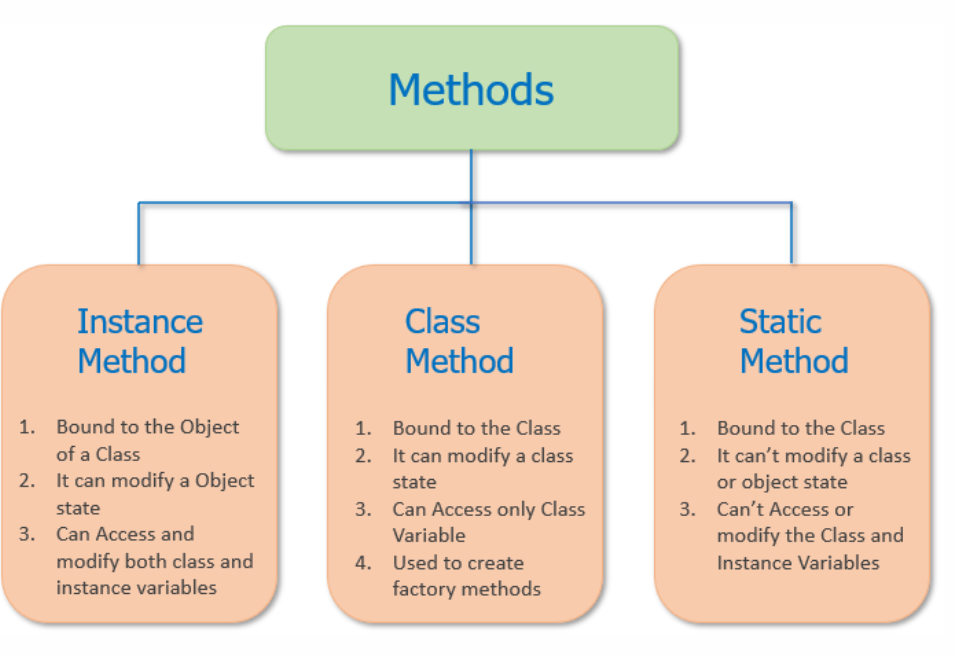 Methods
Instance
Method
1. Bound to the Object
of a Class
2. It can modify a Object
state
3. Can Access and
modify both class and
instance variables
Class
Method
1. Bound to the Class
2. It can modify a class
state
3. Can Access only Class
Variable
4. Used to create
factory methods
Static
Method
1. Bound to the Class
2. It can’t modify a class
or object state
3. Can’t Access or
modify the Class and
Instance Variables